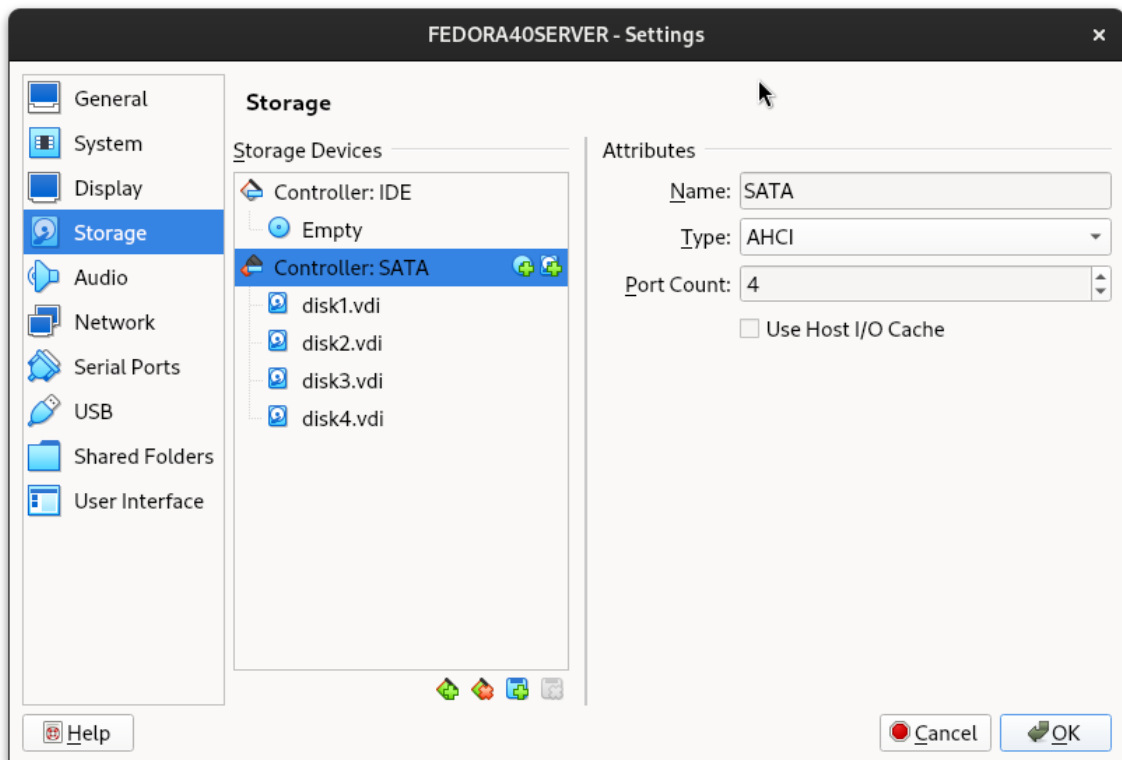 FEDORA40SERVER - Settings
General
System
Display
Storage
Audio
Network
Serial Ports
USB
Shared Folders
User Interface
Storage
Storage Devices
Controller: IDE
Empty
Controller: SATA
disk1.vdi
disk2.vdi
disk3.vdi
disk4.vdi
Attributes
Name: SATA
Type: AHCI
Port Count: 4
Use Host I/O Cache
Help
Cancel
OK